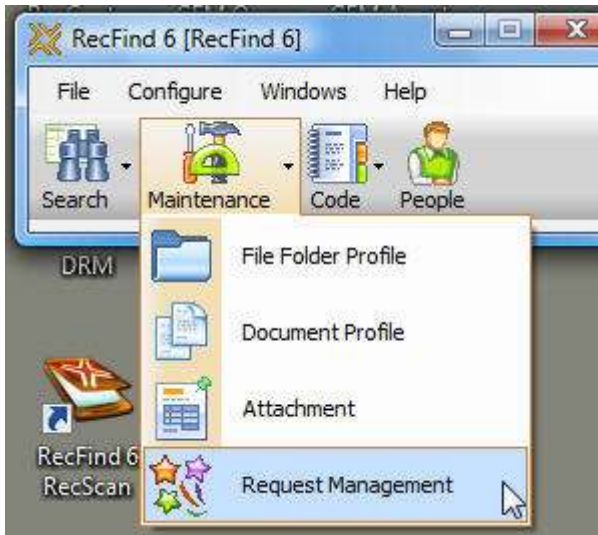 RecFind 6 [RecFind 6]
File Configure Windows Help
Search Maintenance Code People
DRM
File Folder Profile
Document Profile
Attachment
Request Management
RecFind 6
RecScan